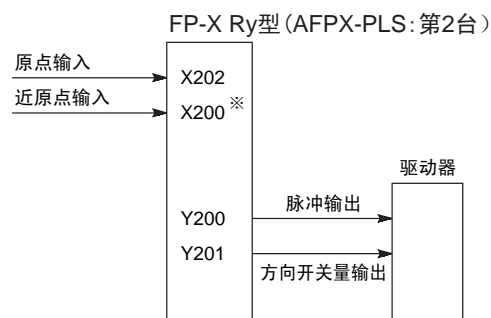 FP-X Ry型（AFPX-PLS：第2台）
原点输入
X202
近原点输入
X200※
驱动器
Y200
脉冲输出
Y201
方向开关量输出